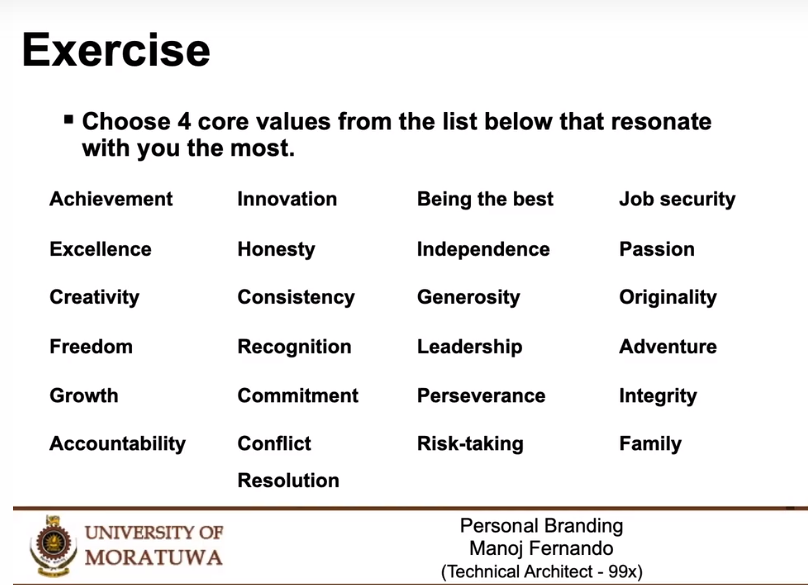 Exercise
▪ Choose 4 core values from the list below that resonate
with you the most.
Achievement Innovation Being the best Job security
Excellence Honesty Independence Passion
Creativity Consistency Generosity Originality
Freedom Recognition Leadership Adventure
Growth Commitment Perseverance Integrity
Accountability Conflict Risk-taking Family
Resolution
UNIVERSITY OF
MORATUWA
Personal Branding
Manoj Fernando
(Technical Architect - 99x)